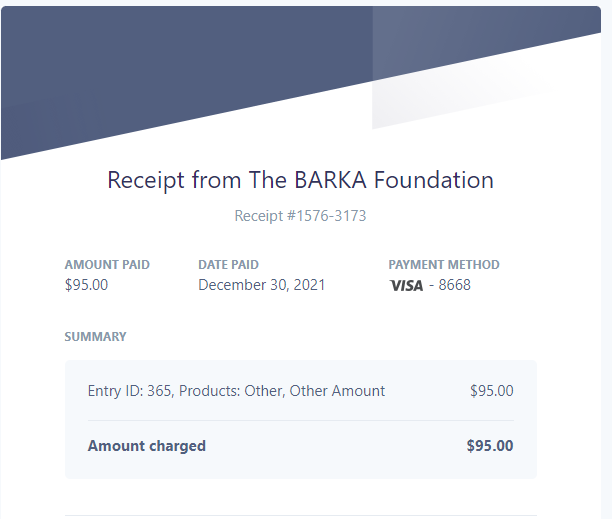 Receipt from The BARKA Foundation
Receipt #1576-3173
AMOUNT PAID DATE PAID PAYMENT METHOD
$95.00 December 30, 2021 VISA - 8668
SUMMARY
Entry ID: 365, Products: Other, Other Amount $95.00
Amount charged $95.00